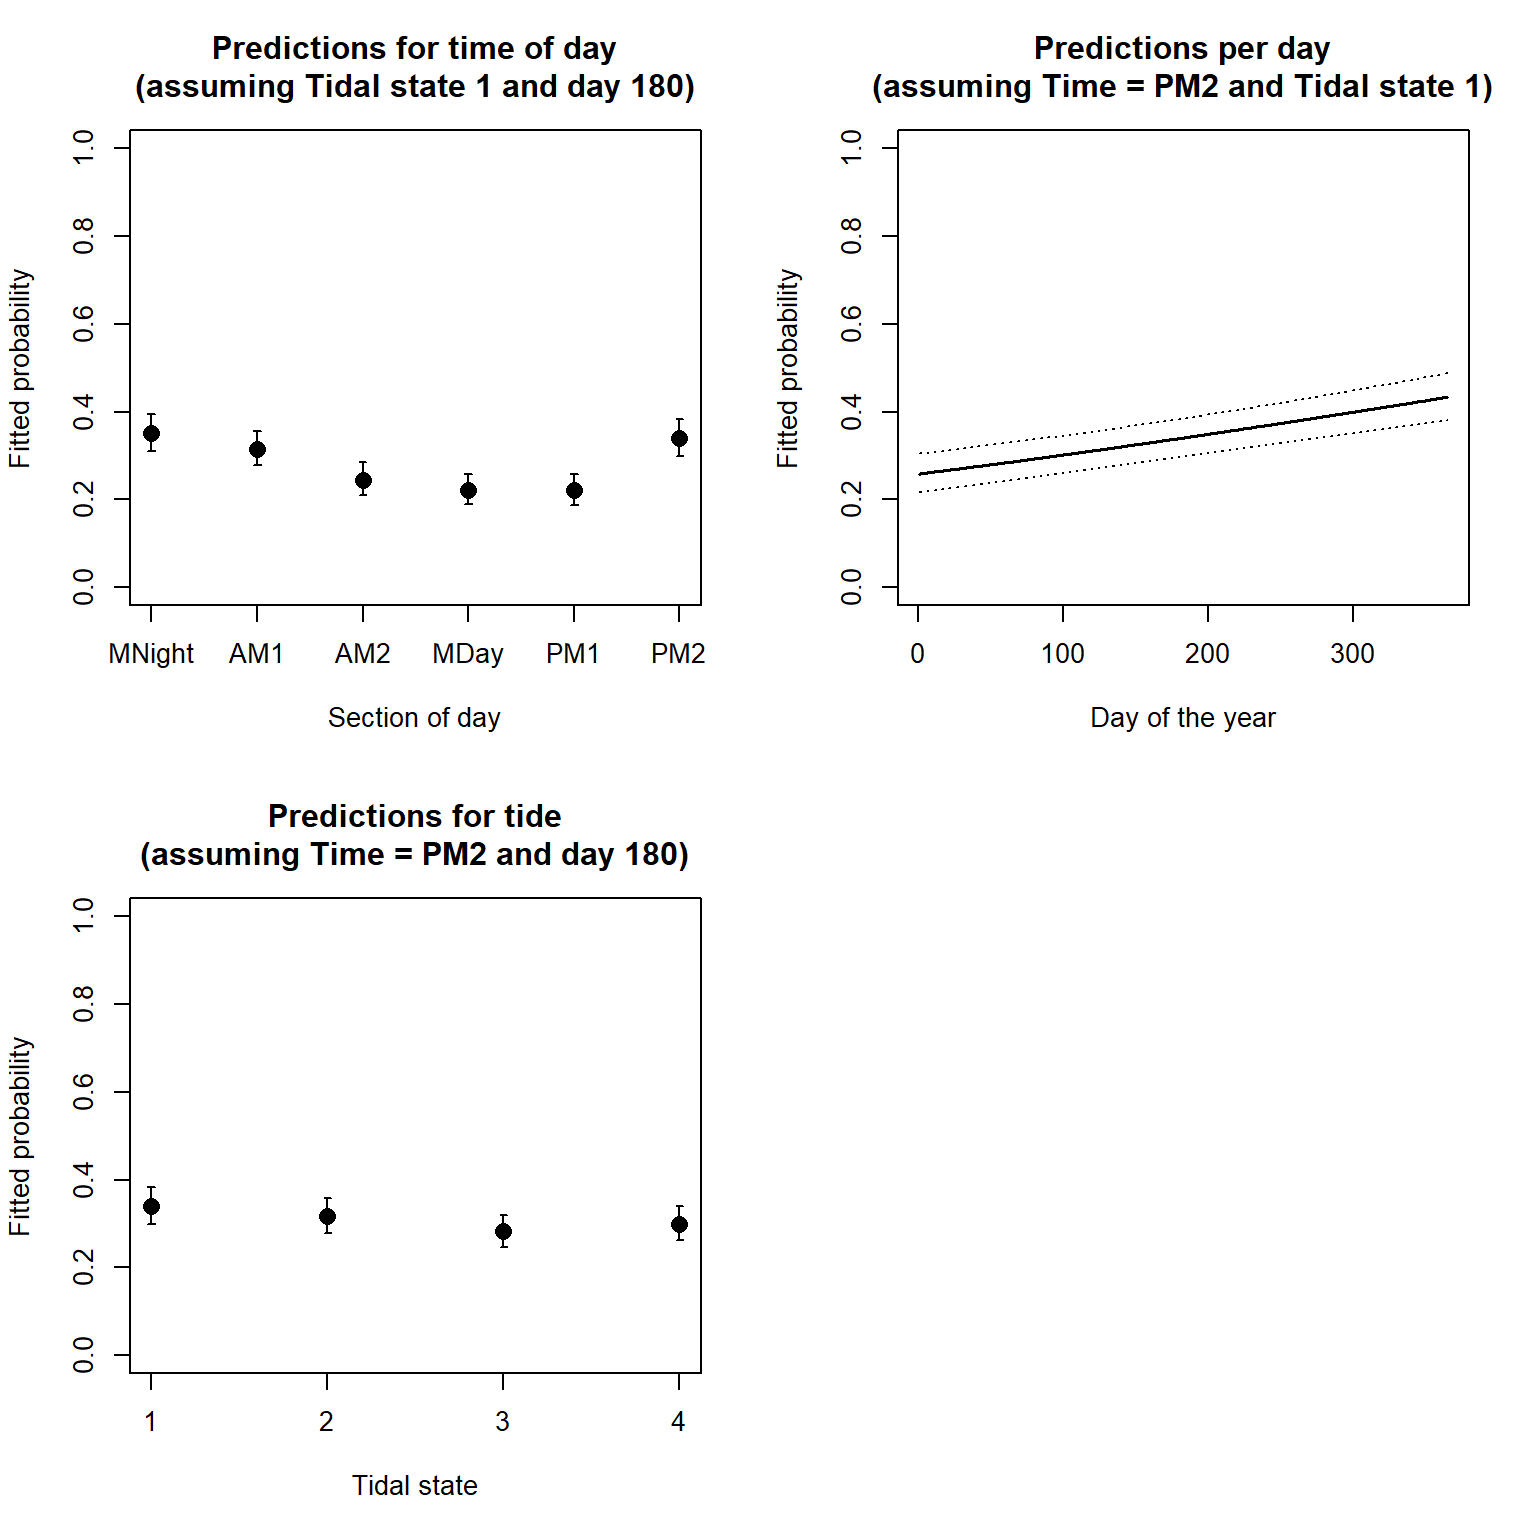 Predictions for time of day
(assuming Tidal state 1 and day 180)
Fitted probability
1.0
0.8
0.6
0.4
0.2
0.0
MNight AM1 AM2 MDay PM1 PM2
Section of day
Predictions per day
(assuming Time = PM2 and Tidal state 1)
Fitted probability
1.0
0.8
0.6
0.4
0.2
0.0
0 100 200 300
Day of the year
Predictions for tide
(assuming Time = PM2 and day 180)
Fitted probability
1.0
0.8
0.6
0.4
0.2
0.0
1 2 3 4
Tidal state